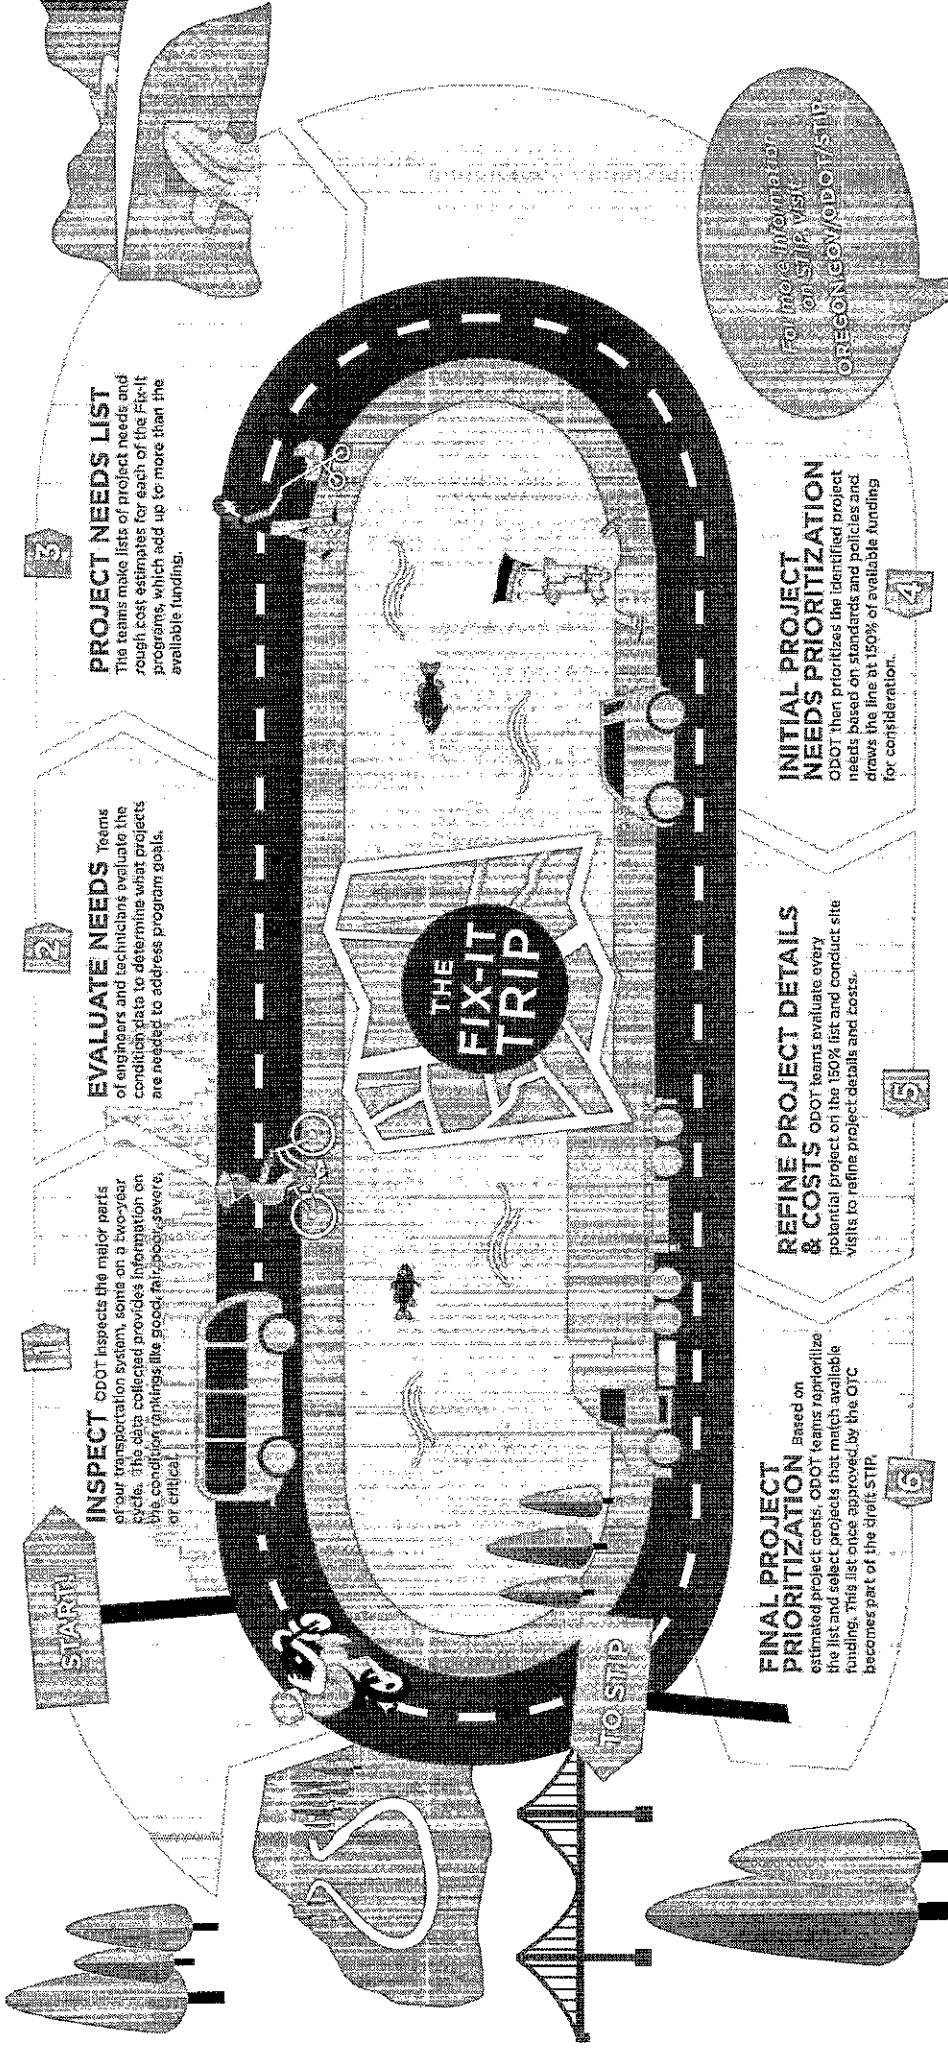 START
1
INSPECT ODOT inspects the major parts
of our transportation system, some on a two-year
cycle. The data collected provides information on
the condition rankings like good, fair, poor, severe,
or critical.
2
EVALUATE NEEDS Teams
of engineers and technicians evaluate the
condition data to determine what projects
are needed to address program goals.
3
PROJECT NEEDS LIST
The teams make lists of project needs and
rough cost estimates for each of the Fix-It
programs, which add up to more than the
available funding.
THE
FIX-IT
TRIP
4
INITIAL PROJECT
NEEDS PRIORITIZATION
ODOT then prioritizes the identified project
needs based on standards and policies and
draws the line at 150% of available funding
for consideration.
5
REFINE PROJECT DETAILS
& COSTS ODOT teams evaluate every
potential project on the 150% list and conduct site
visits to refine project details and costs.
6
FINAL PROJECT
PRIORITIZATION Based on
estimated project costs, ODOT teams reprioritize
the list and select projects that match available
funding. This list once approved by the OTC
becomes part of the draft STIP.
TO STIP
For more information
on STIP, visit
OREGON.GOV/ODOT/STIP